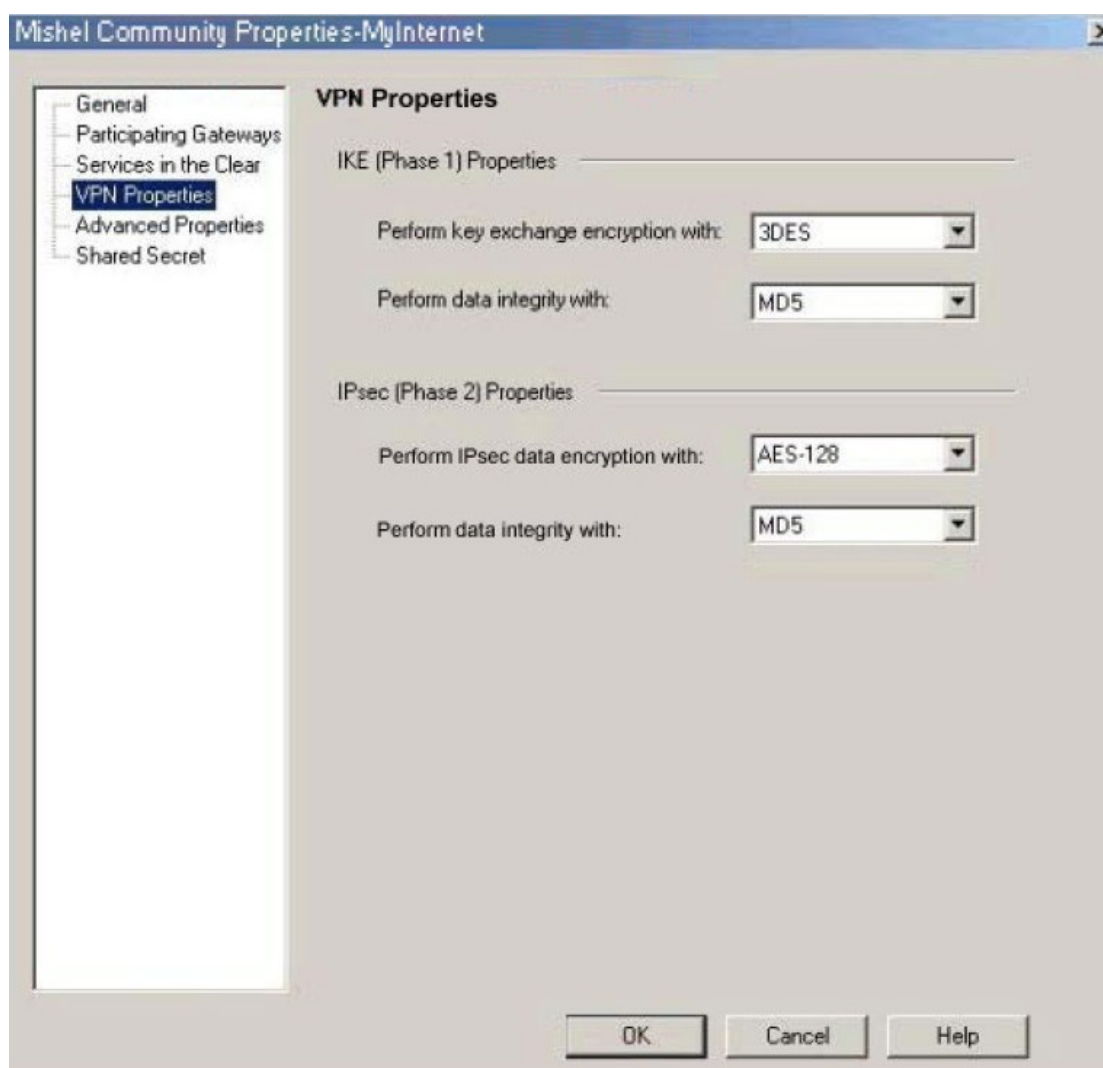 Mishel Community Properties-MyInternet
General
Participating Gateways
Services in the Clear
VPN Properties
Advanced Properties
Shared Secret
VPN Properties
IKE (Phase 1) Properties
Perform key exchange encryption with: 3DES
Perform data integrity with: MD5
IPsec (Phase 2) Properties
Perform IPsec data encryption with: AES-128
Perform data integrity with: MD5
OK Cancel Help